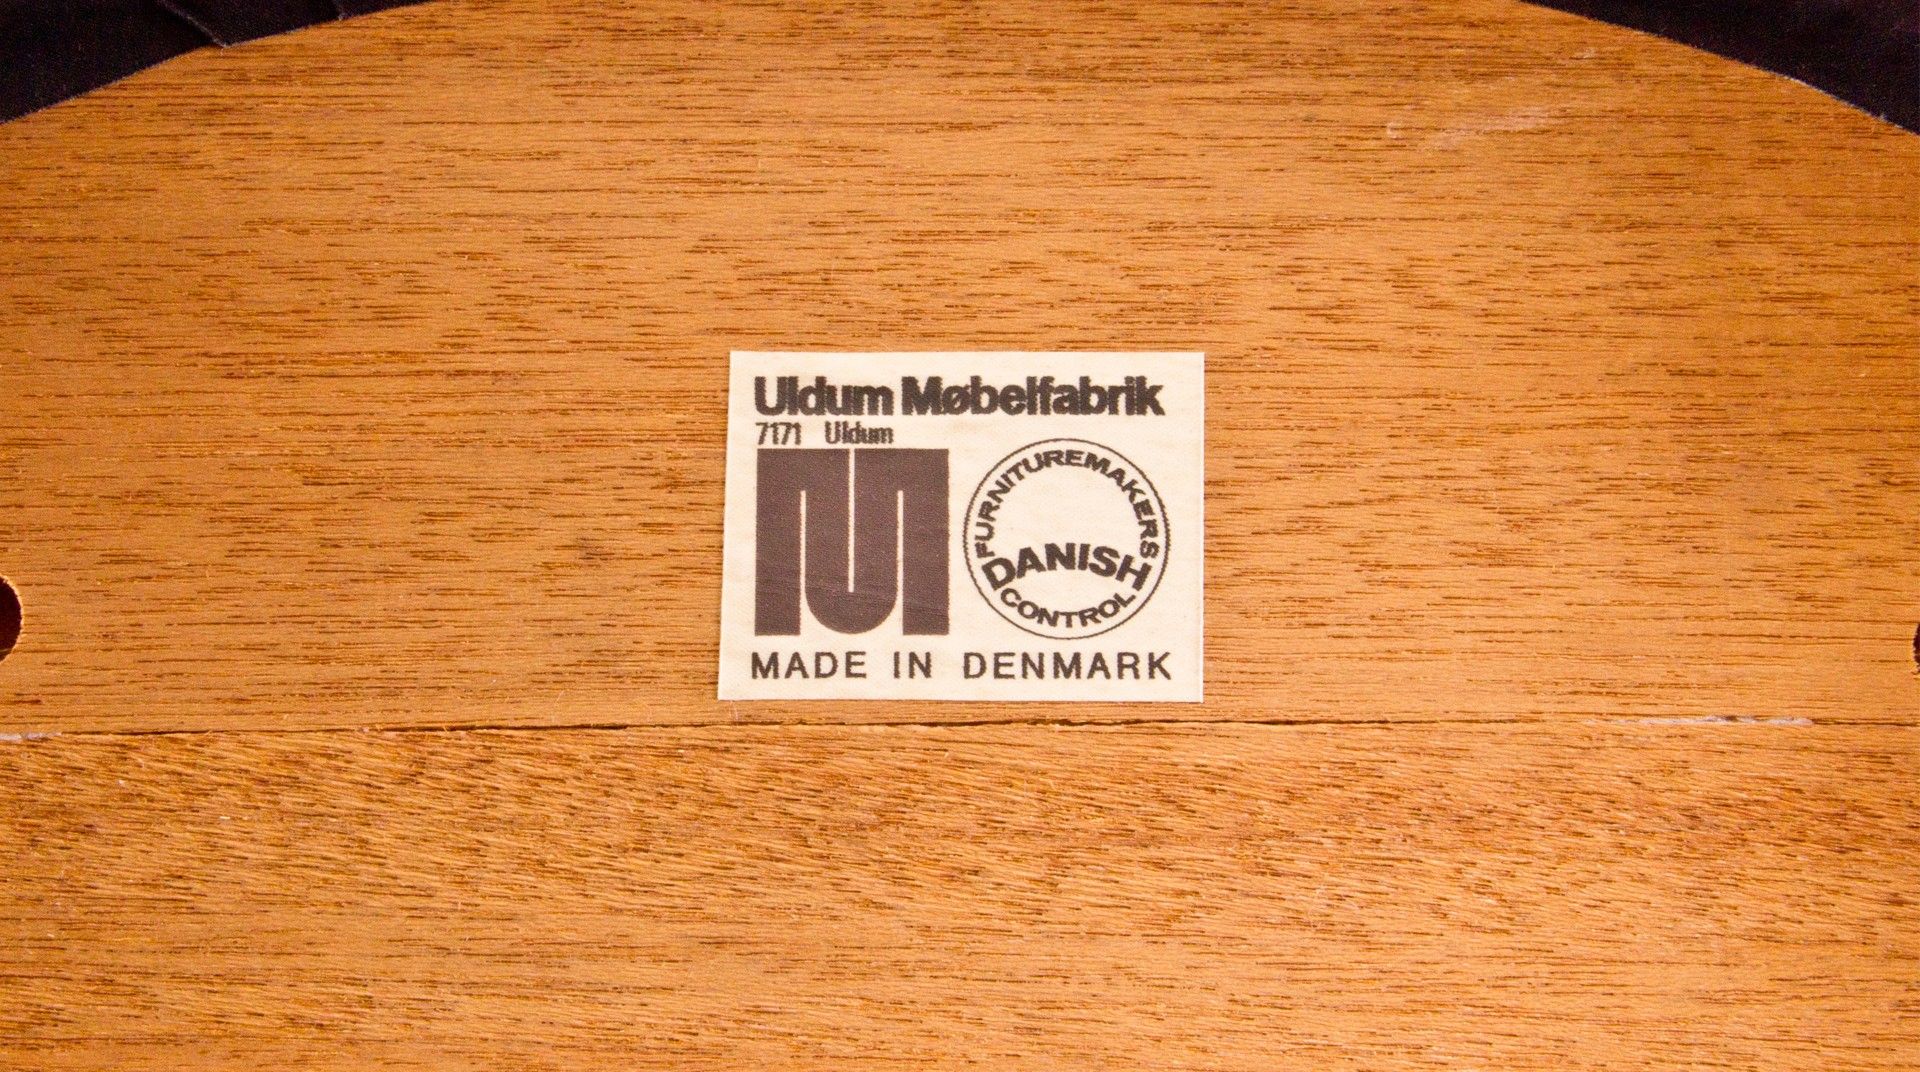 Uldum Møbelfabrik
7171 Uldum
FURNITUREMAKERS
DANISH
CONTROL
MADE IN DENMARK